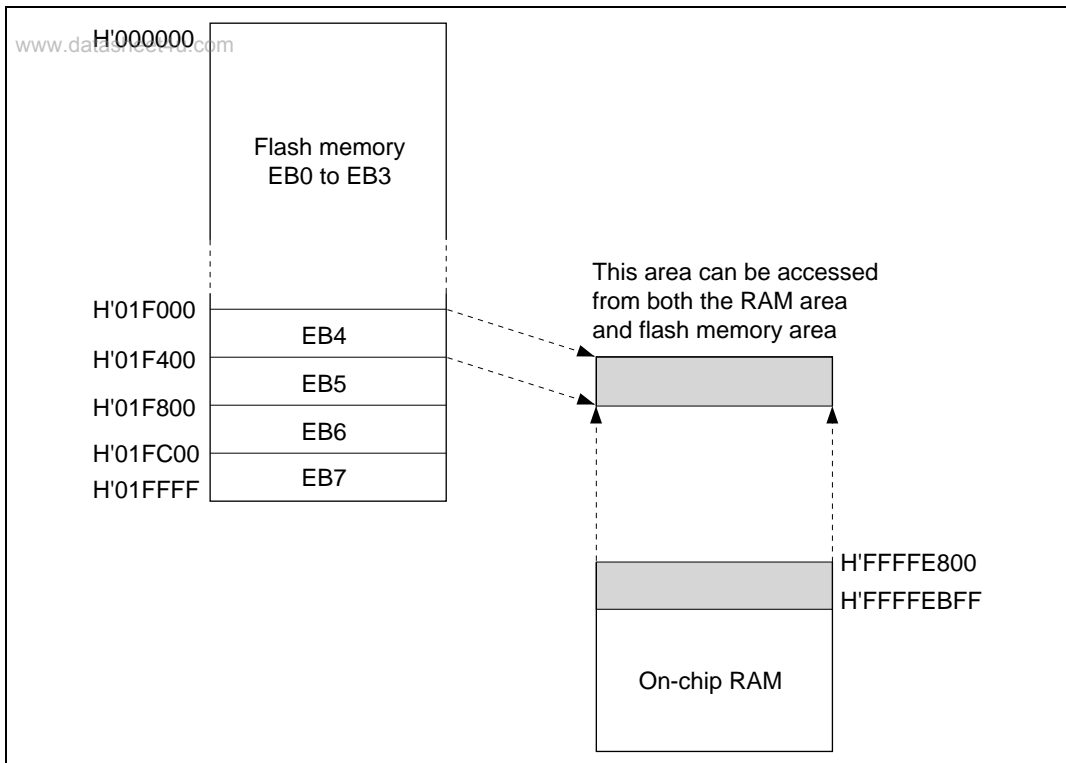 www.datasheet4u.com
H'000000
Flash memory
EB0 to EB3
H'01F000
EB4
H'01F400
EB5
H'01F800
EB6
H'01FC00
EB7
H'01FFFF
This area can be accessed
from both the RAM area
and flash memory area
H'FFFFE800
H'FFFFEBFF
On-chip RAM